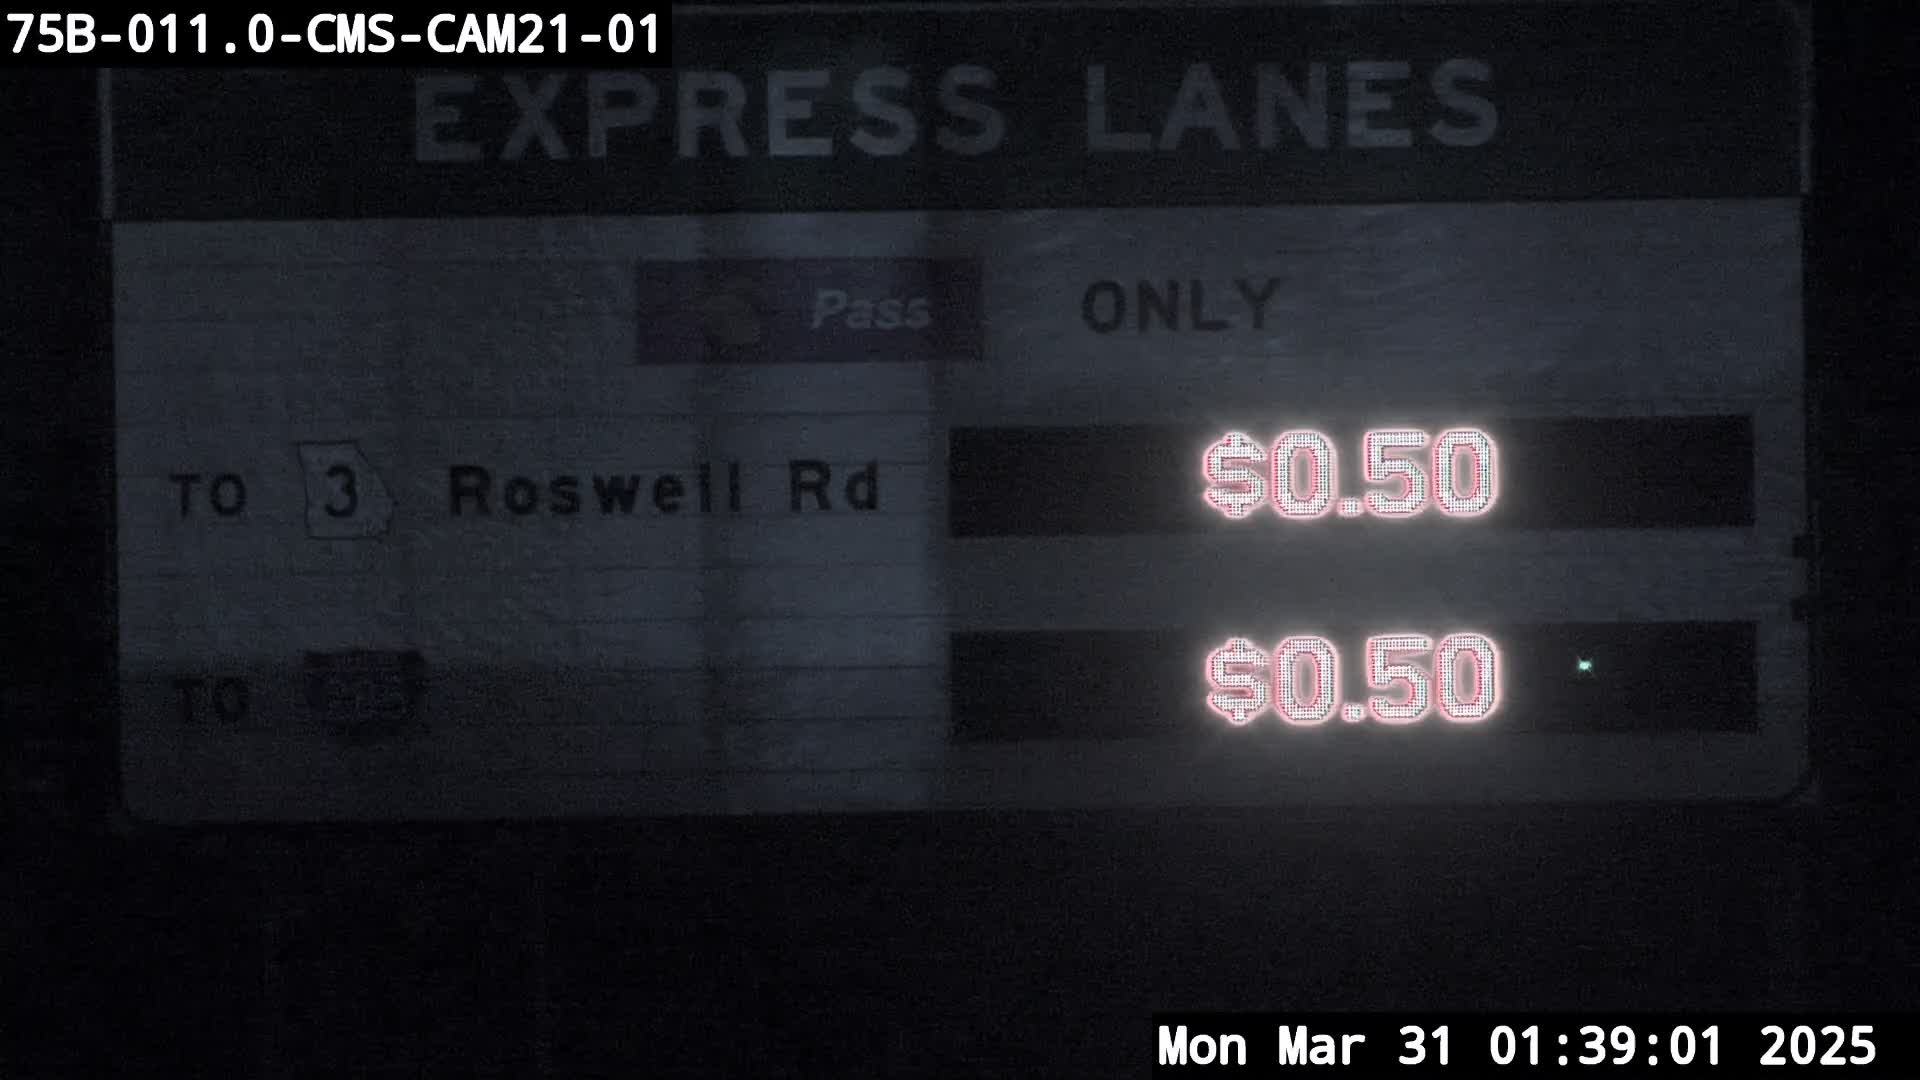 75B-011.0-CMS-CAM21-01
EXPRESS LANES
Pass ONLY
TO 3 Roswell Rd $0.50
TO $0.50
Mon Mar 31 01:39:01 2025